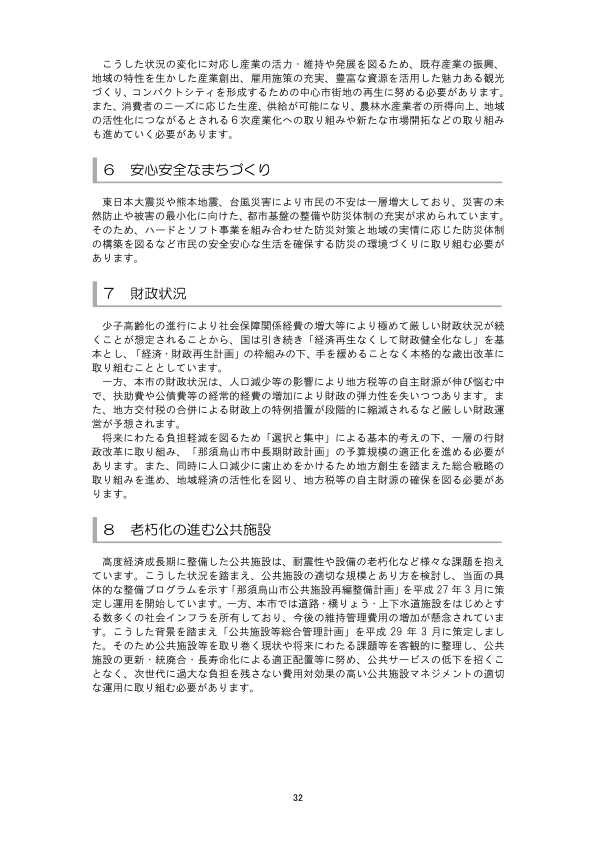 こうした状況の変化に対応し産業の活力・維持や発展を図るため、既存産業の振興、
地域の特性を生かした産業創出、雇用施策の充実、豊富な資源を活用した魅力ある観光
づくり、コンパクトシティを形成するための中心市街地の再生に努める必要があります。
また、消費者のニーズに応じた生産、供給が可能になり、農林水産業者の所得向上、地域
の活性化につながるとされる６次産業化への取り組みや新たな市場開拓などの取り組み
も進めていく必要があります。
６　安心安全なまちづくり
東日本大震災や熊本地震、台風災害により市民の不安は一層増大しており、災害の未
然防止や被害の最小化に向けた、都市基盤の整備や防災体制の充実が求められています。
そのため、ハードとソフト事業を組み合わせた防災対策と地域の実情に応じた防災体制
の構築を図るなど市民の安全安心な生活を確保する防災の環境づくりに取り組む必要が
あります。
７　財政状況
少子高齢化の進行により社会保障関係経費の増大等により極めて厳しい財政状況が続
くことが想定されることから、国は引き続き「経済再生なくして財政健全化なし」を基
本とし、「経済・財政再生計画」の枠組みの下、手を緩めることなく本格的な歳出改革に
取り組むこととしています。
一方、本市の財政状況は、人口減少等の影響により地方税等の自主財源が伸び悩む中
で、扶助費や公債費等の経常的経費の増加により財政の弾力性を失いつつあります。ま
た、地方交付税の合併による財政上の特例措置が段階的に縮減されるなど厳しい財政運
営が予想されます。
将来にわたる負担軽減を図るため「選択と集中」による基本的考えの下、一層の行財
政改革に取り組み、「那須烏山市中長期財政計画」の予算規模の適正化を進める必要が
あります。また、同時に人口減少に歯止めをかけるため地方創生を踏まえた総合戦略の
取り組みを進め、地域経済の活性化を図り、地方税等の自主財源の確保を図る必要があ
ります。
８　老朽化の進む公共施設
高度経済成長期に整備した公共施設は、耐震性や設備の老朽化など様々な課題を抱え
ています。こうした状況を踏まえ、公共施設の適切な規模とあり方を検討し、当面の具
体的な整備プログラムを示す「那須烏山市公共施設再編整備計画」を平成 27 年３月に策
定し運用を開始しています。一方、本市では道路・橋りょう・上下水道施設をはじめとす
る数多くの社会インフラを所有しており、今後の維持管理費用の増加が懸念されていま
す。こうした背景を踏まえ「公共施設等総合管理計画」を平成 29 年 3 月に策定しまし
た。そのため公共施設等を取り巻く現状や将来にわたる課題等を客観的に整理し、公共
施設の更新・統廃合・長寿命化による適正配置等に努め、公共サービスの低下を招くこ
となく、次世代に過大な負担を残さない費用対効果の高い公共施設マネジメントの適切
な運用に取り組む必要があります。
32